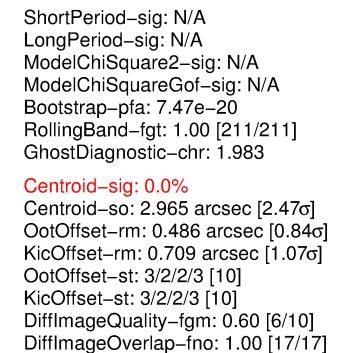 ShortPeriod−sig: N/A
LongPeriod−sig: N/A
ModelChiSquare2−sig: N/A
ModelChiSquareGof−sig: N/A
Bootstrap−pfa: 7.47e−20
RollingBand−fgt: 1.00 [211/211]
GhostDiagnostic−chr: 1.983
Centroid−sig: 0.0%
Centroid−so: 2.965 arcsec [2.47σ]
OotOffset−rm: 0.486 arcsec [0.84σ]
KicOffset−rm: 0.709 arcsec [1.07σ]
OotOffset−st: 3/2/2/3 [10]
KicOffset−st: 3/2/2/3 [10]
DiffImageQuality−fgm: 0.60 [6/10]
DiffImageOverlap−fno: 1.00 [17/17]